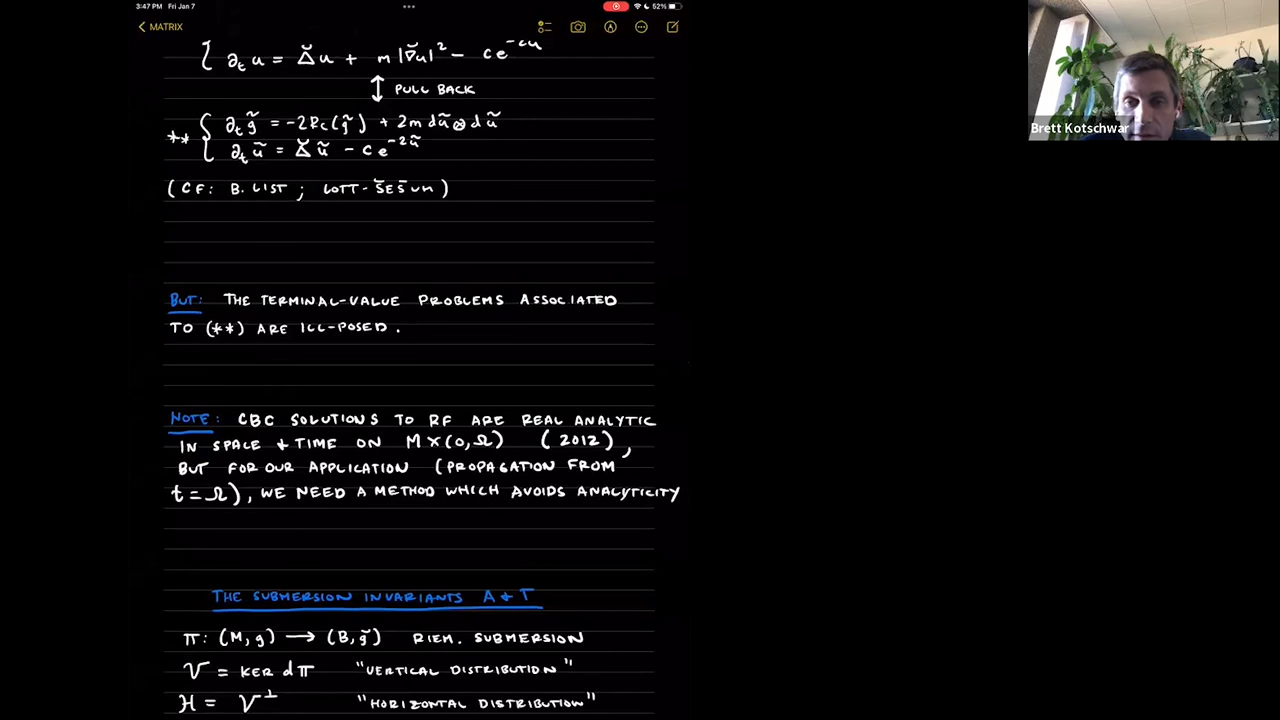 3:47 PM Fri Jan 7
52%
MATRIX
∂ₜu = Δ̆u + m|∇̆u|² − ce
PULL BACK
** { ∂ₜg̃ = −2Rc(g̃) + 2m dũ⊗dũ
∂ₜũ = Δ̆ũ − ce^{−2ũ}
(CF: B. LIST ; LOTT-ŠEŠUM)
BUT: THE TERMINAL-VALUE PROBLEMS ASSOCIATED
TO (**) ARE ILL-POSED.
NOTE: CBC SOLUTIONS TO RF ARE REAL ANALYTIC
IN SPACE + TIME ON M×(0,Ω) (2012),
BUT FOR OUR APPLICATION (PROPAGATION FROM
t=Ω), WE NEED A METHOD WHICH AVOIDS ANALYTICITY
THE SUBMERSION INVARIANTS A + T
π: (M,g) ⟶ (B,g̃) RIEM. SUBMERSION
V = KER dπ "VERTICAL DISTRIBUTION"
H = V^⊥ "HORIZONTAL DISTRIBUTION"
Brett Kotschwar